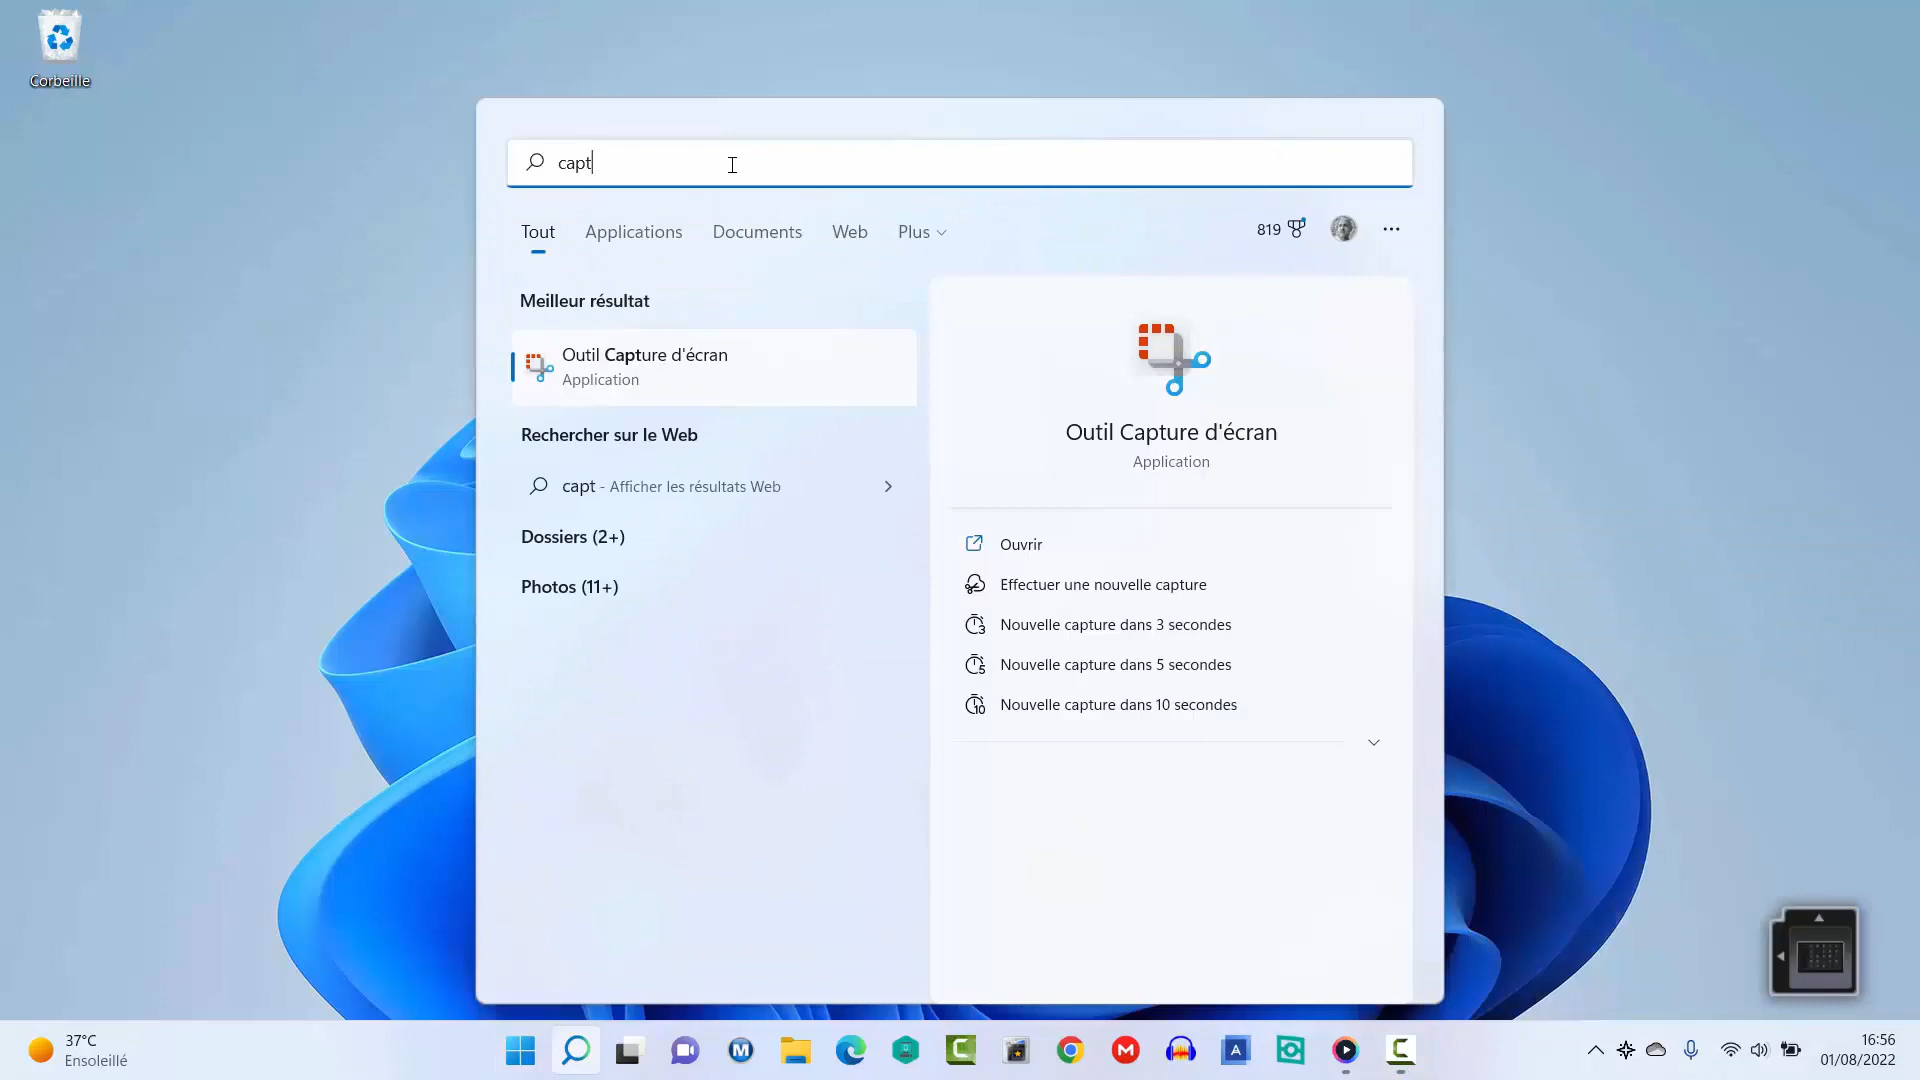 Corbeille
capt
Tout Applications Documents Web Plus 819
Meilleur résultat
Outil Capture d'écran
Application
Rechercher sur le Web
capt - Afficher les résultats Web
Dossiers (2+)
Photos (11+)
Outil Capture d'écran
Application
Ouvrir
Effectuer une nouvelle capture
3 Nouvelle capture dans 3 secondes
5 Nouvelle capture dans 5 secondes
10 Nouvelle capture dans 10 secondes
37°C
Ensoleillé
M
C
M
A
C
16:56
01/08/2022